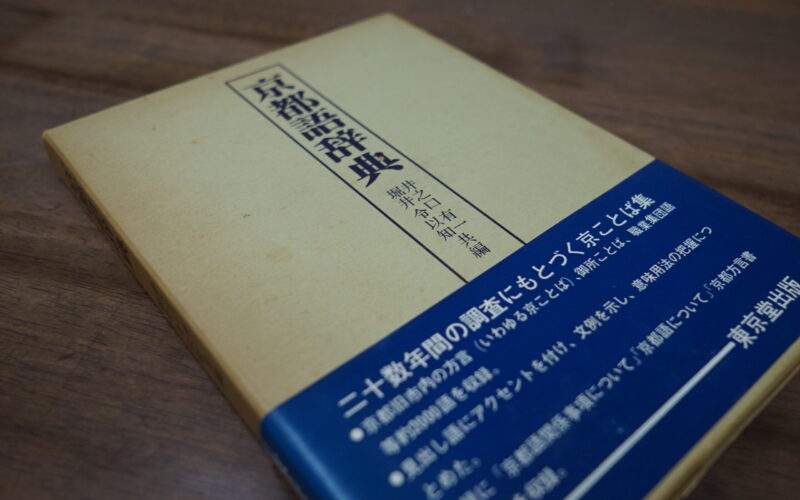 京都語辞典
井之口有一
堀井令以知
共編
二十数年間の調査にもとづく京ことば集
●京都旧市内の方言(いわゆる京ことば)、御所ことば、職業集団語
等約2800語を収録。
●見出し語にアクセントを付け、文例を示し、意味用法の把握につ
とめた。
に「京都語関係事項について」「京都語について」「京都方言書
収録。
東京堂出版